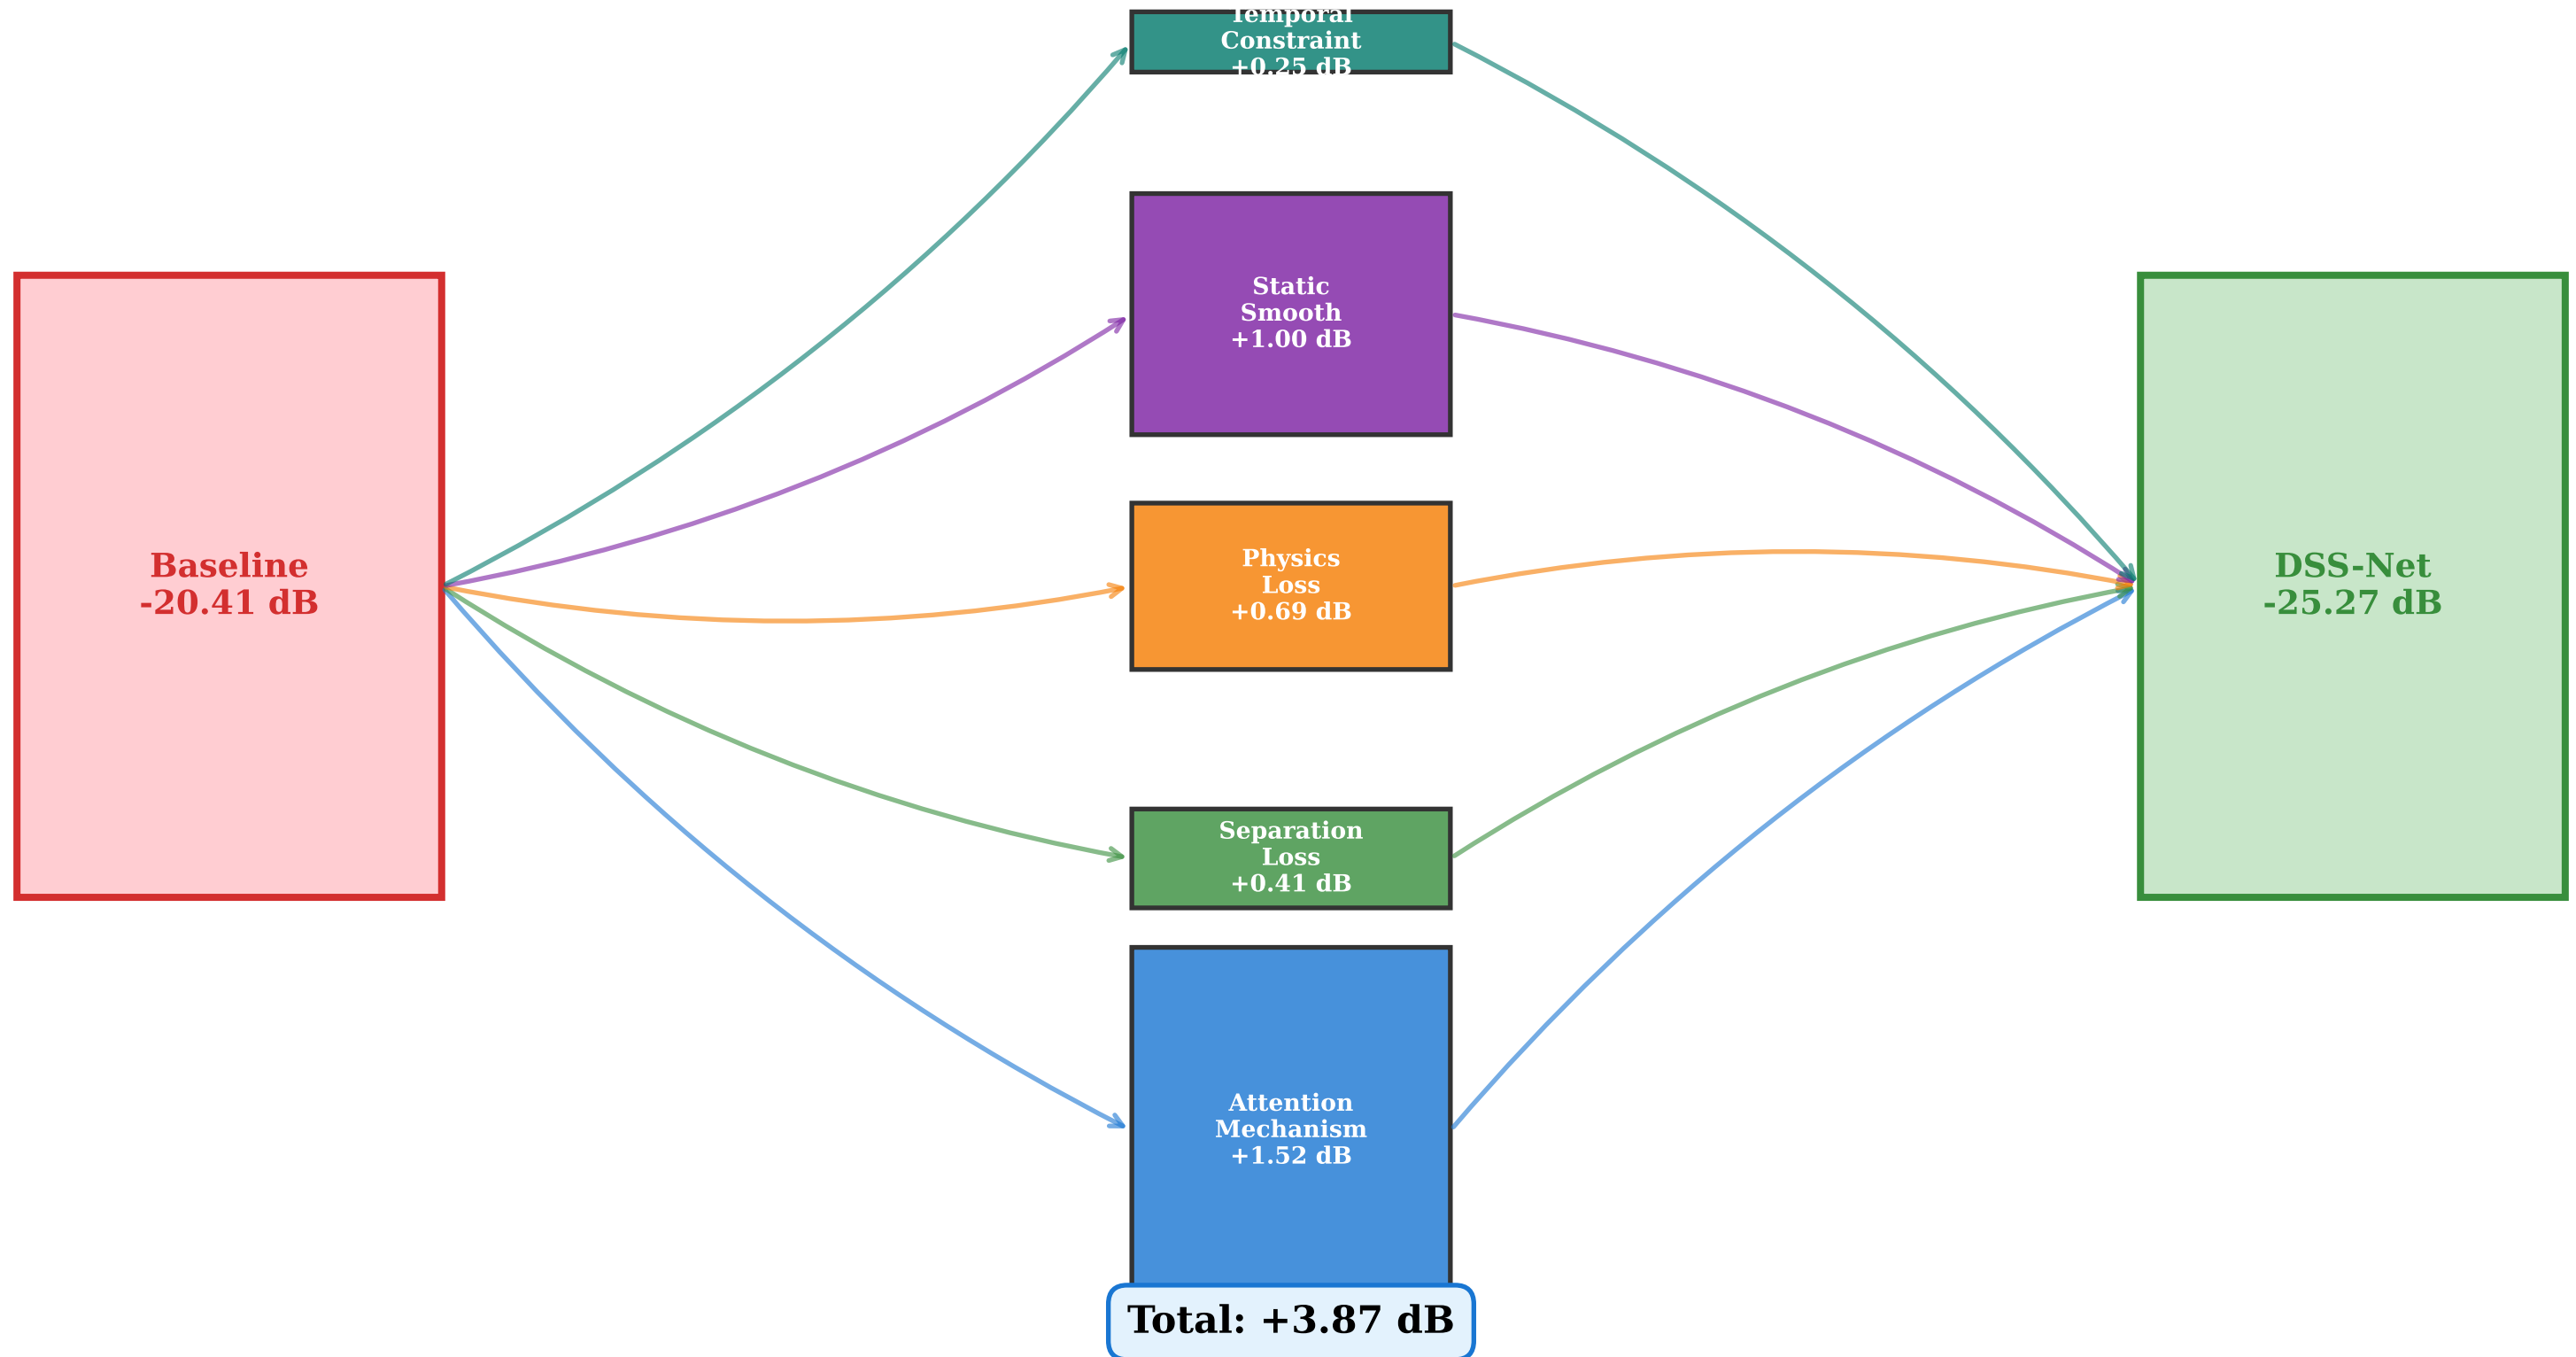 Temporal
Constraint
+0.25 dB
Static
Smooth
+1.00 dB
Baseline
-20.41 dB
Physics
Loss
+0.69 dB
DSS-Net
-25.27 dB
Separation
Loss
+0.41 dB
Attention
Mechanism
+1.52 dB
Total: +3.87 dB